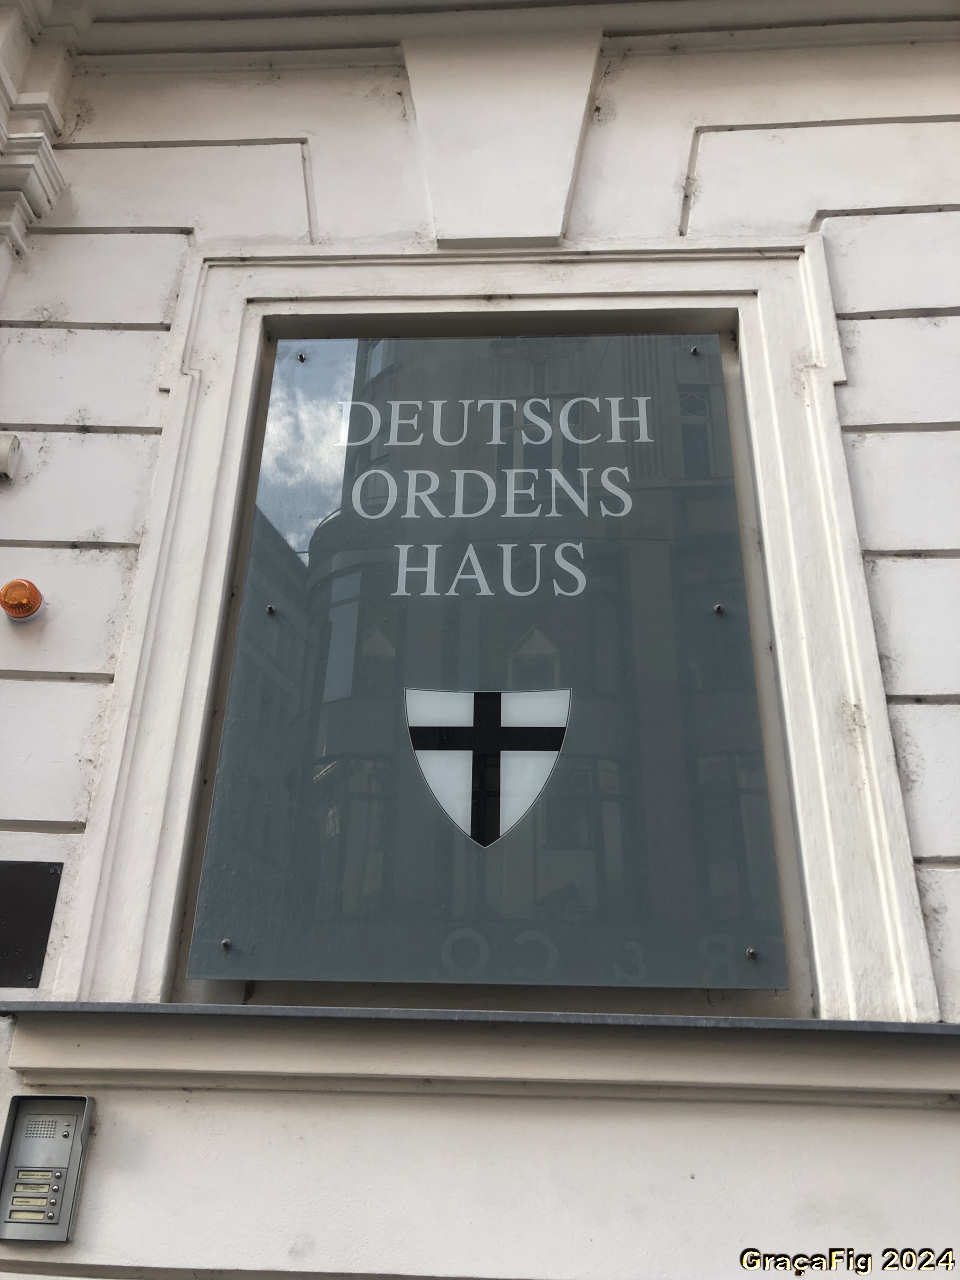 DEUTSCH
ORDENS
HAUS
GraçaFig 2024